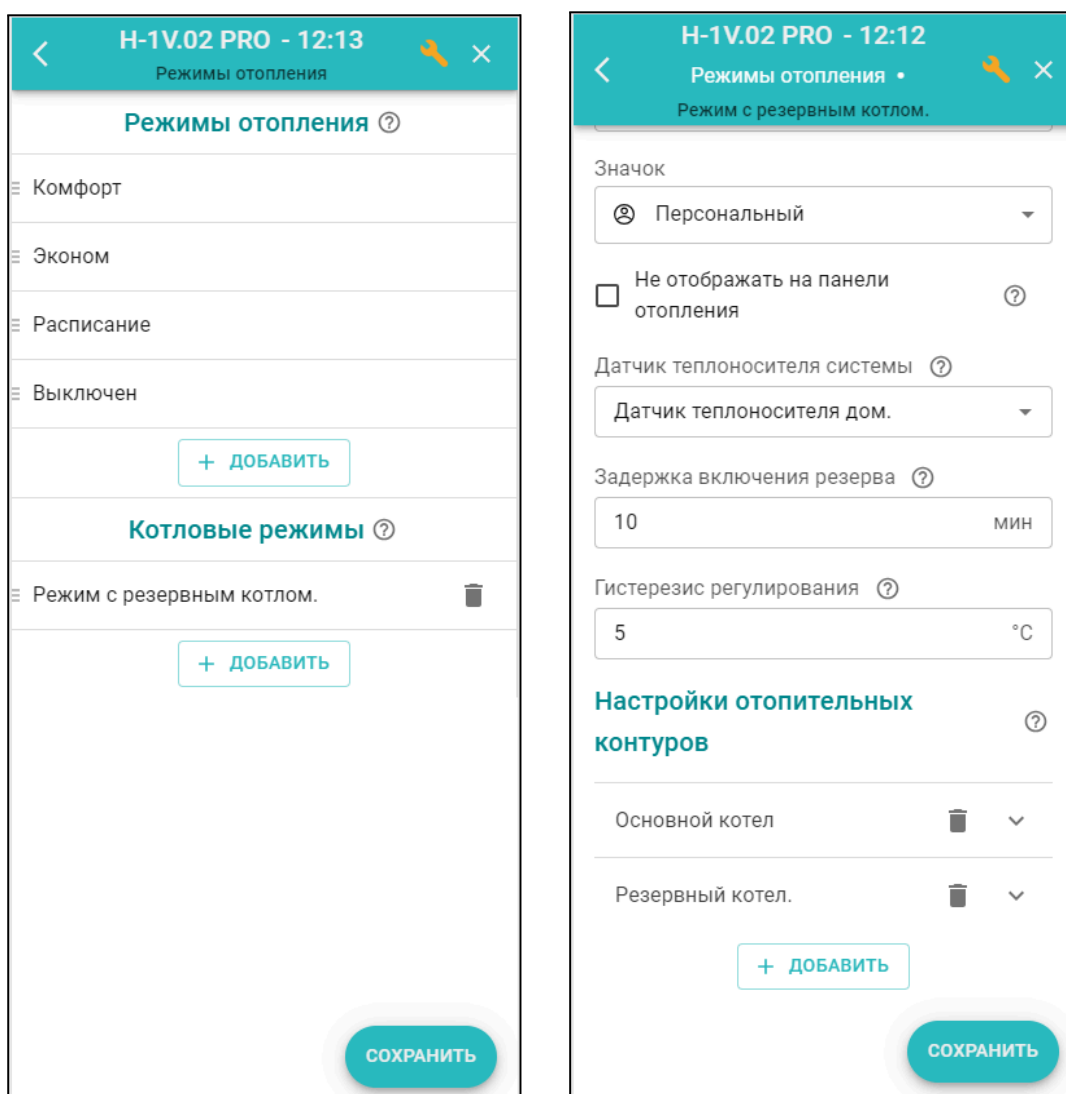 H-1V.02 PRO - 12:13
Режимы отопления
Режимы отопления
Комфорт
Эконом
Расписание
Выключен
+ ДОБАВИТЬ
Котловые режимы
Режим с резервным котлом.
+ ДОБАВИТЬ
СОХРАНИТЬ
H-1V.02 PRO - 12:12
Режимы отопления •
Режим с резервным котлом.
Значок
Персональный
Не отображать на панели
отопления
Датчик теплоносителя системы
Датчик теплоносителя дом.
Задержка включения резерва
10 мин
Гистерезис регулирования
5 °C
Настройки отопительных
контуров
Основной котел
Резервный котел.
+ ДОБАВИТЬ
СОХРАНИТЬ